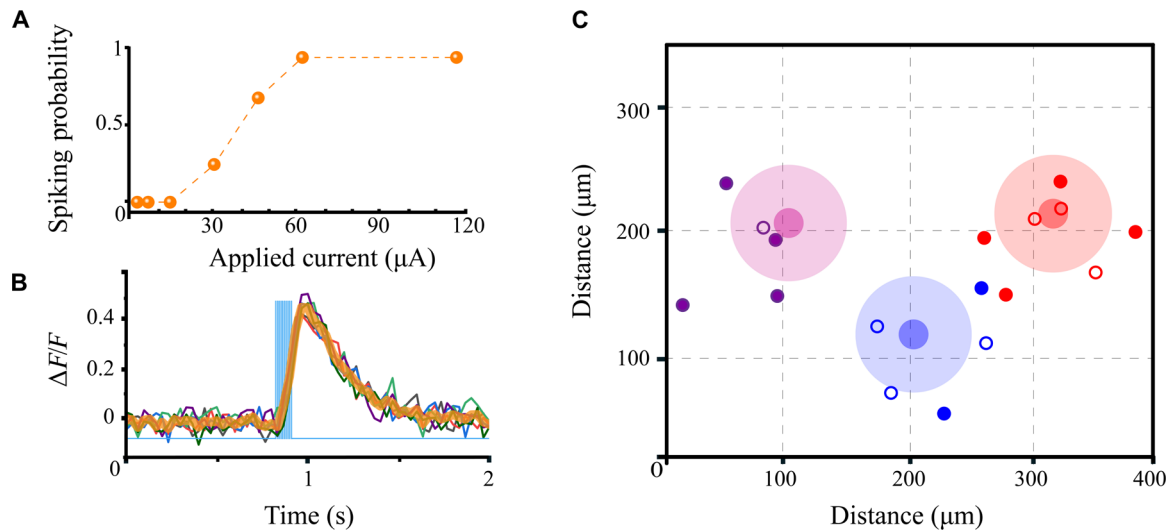 A
Spiking probability
1
0.5
0
30
60
90
120
Applied current (μA)
B
ΔF/F
0.4
0.2
0
0
1
2
Time (s)
C
Distance (μm)
300
200
100
0
100
200
300
400
Distance (μm)